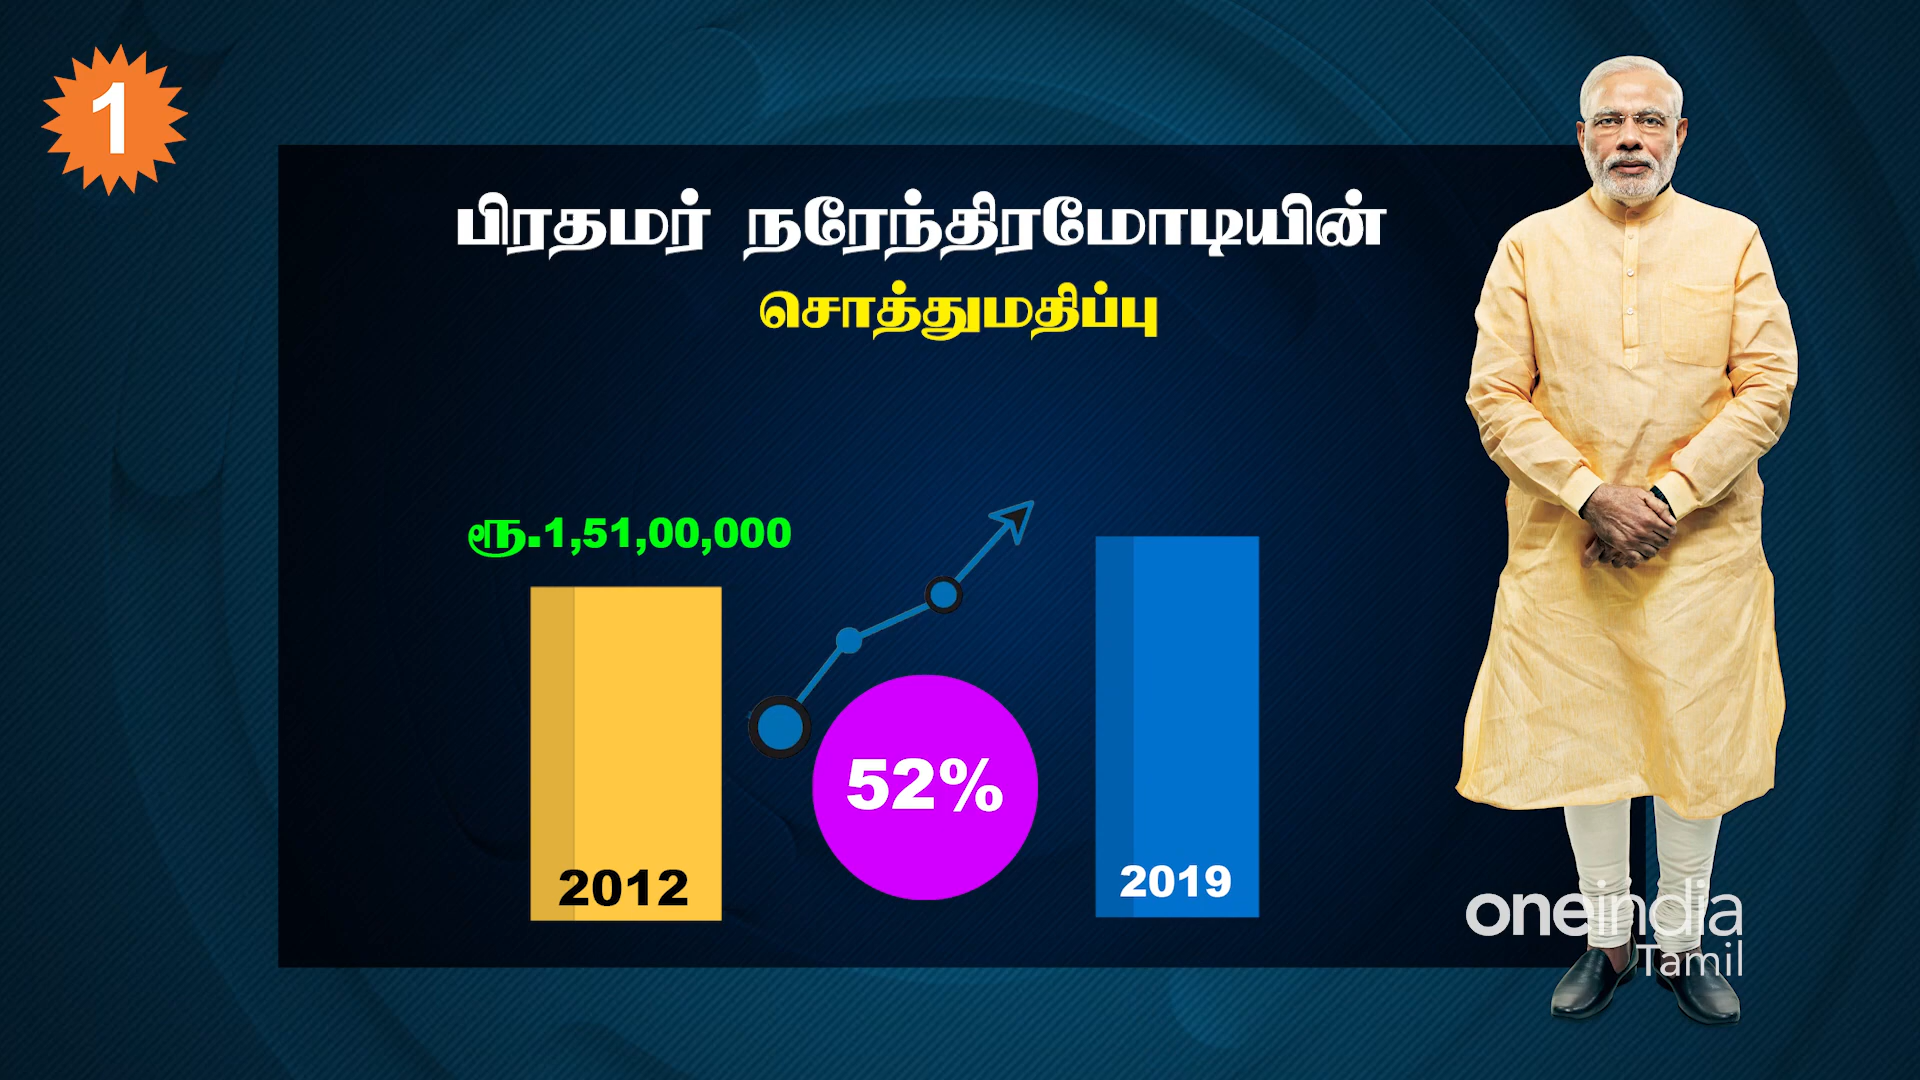 1
பிரதமர் நரேந்திரமோடியின்
சொத்துமதிப்பு
ரூ.1,51,00,000
52%
2012
2019
oneindia
Tamil